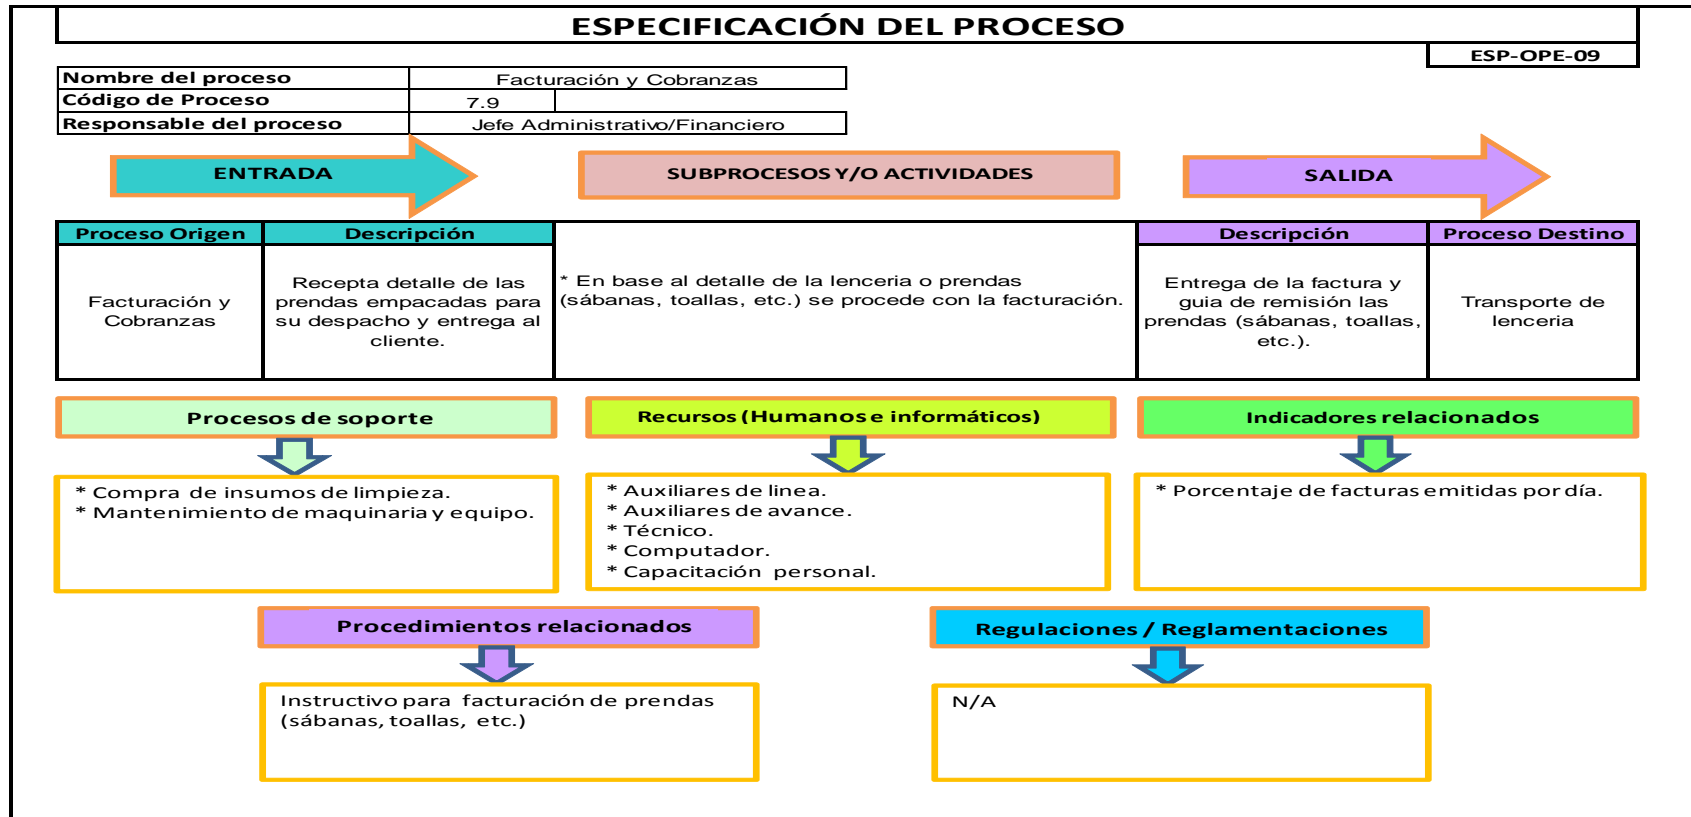 ESPECIFICACIÓN DEL PROCESO
ESP-OPE-09
Nombre del proceso Facturación y Cobranzas
Código de Proceso 7.9
Responsable del proceso Jefe Administrativo/Financiero
ENTRADA
SUBPROCESOS Y/O ACTIVIDADES
SALIDA
Proceso Origen
Descripción
Facturación y
Cobranzas
Recepta detalle de las
prendas empacadas para
su despacho y entrega al
cliente.
* En base al detalle de la lenceria o prendas
(sábanas, toallas, etc.) se procede con la facturación.
Descripción
Proceso Destino
Entrega de la factura y
guia de remisión las
prendas (sábanas, toallas,
etc.).
Transporte de
lenceria
Procesos de soporte
* Compra de insumos de limpieza.
* Mantenimiento de maquinaria y equipo.
Recursos (Humanos e informáticos)
* Auxiliares de linea.
* Auxiliares de avance.
* Técnico.
* Computador.
* Capacitación personal.
Indicadores relacionados
* Porcentaje de facturas emitidas por día.
Procedimientos relacionados
Instructivo para facturación de prendas
(sábanas, toallas, etc.)
Regulaciones / Reglamentaciones
N/A